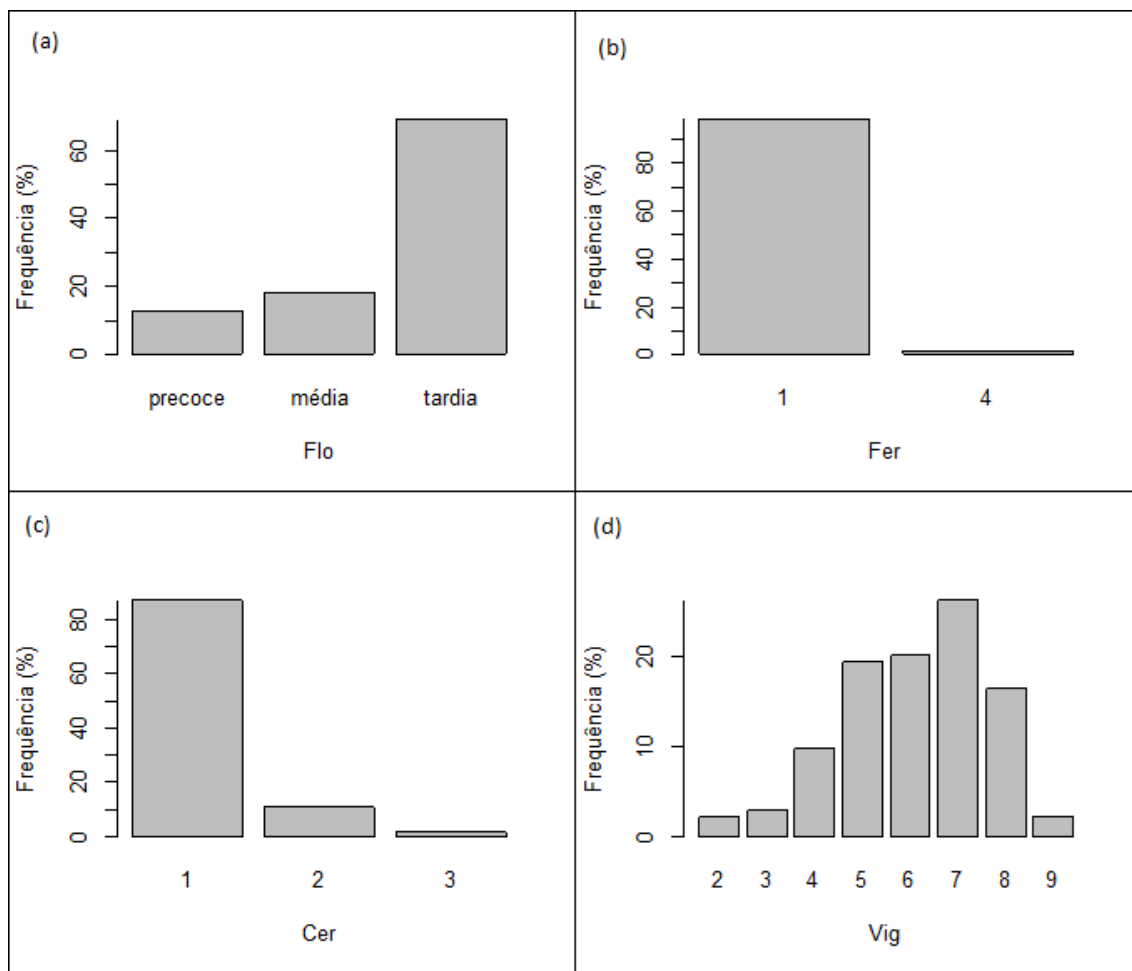 (a)
Frequência (%)
60
40
20
0
precoce média tardia
Flo
(b)
Frequência (%)
80
60
40
20
0
1 4
Fer
(c)
Frequência (%)
80
60
40
20
0
1 2 3
Cer
(d)
Frequência (%)
20
10
0
2 3 4 5 6 7 8 9
Vig